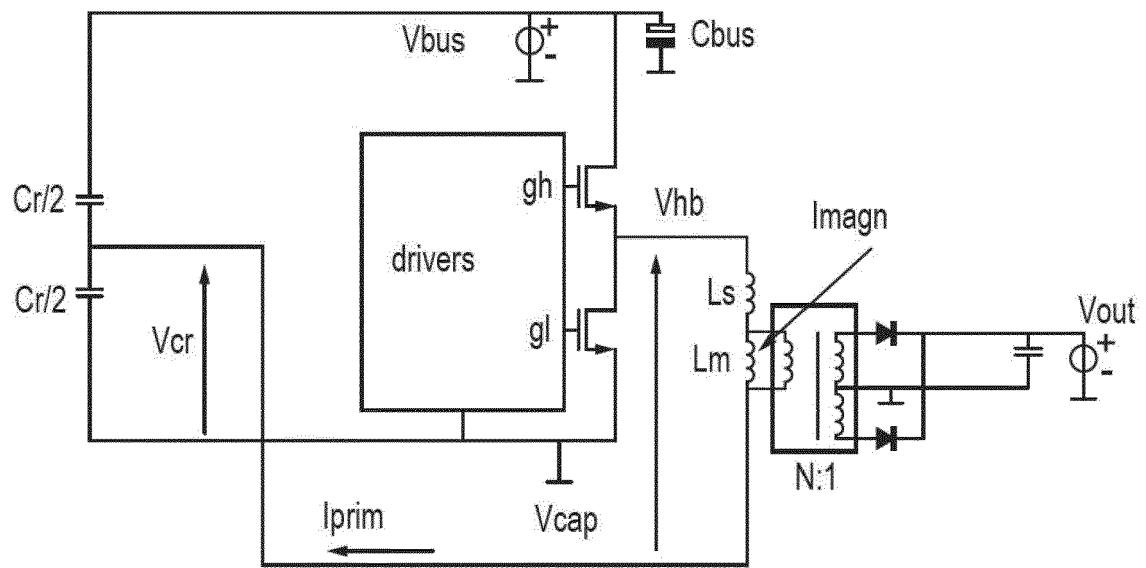 Vbus
+
-
Cbus
Cr/2
gh
Vhb
Imagn
drivers
Cr/2
Ls
Vcr
gl
Lm
Vout
+
-
N:1
Iprim
Vcap